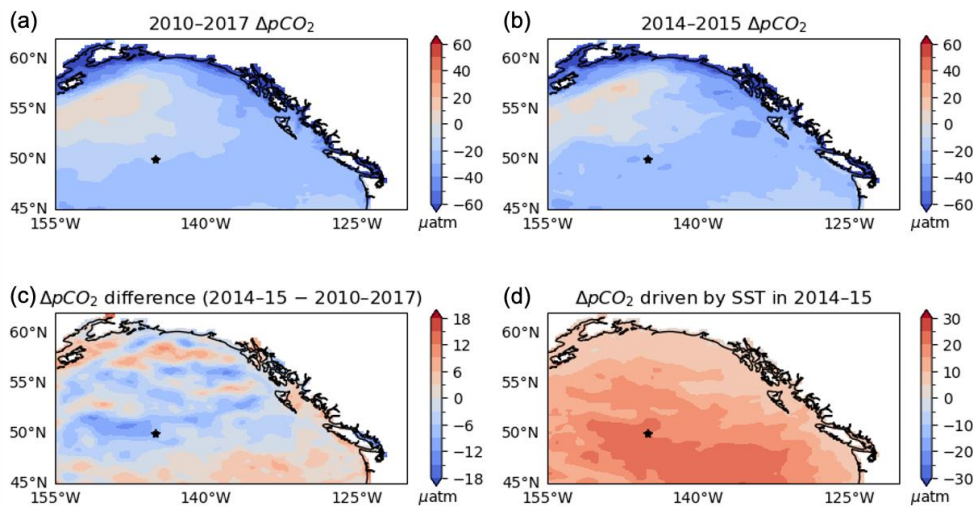 (a)
2010–2017 ΔpCO₂
60°N
55°N
50°N
45°N
155°W
140°W
125°W
60
40
20
0
−20
−40
−60
μatm
(b)
2014–2015 ΔpCO₂
60°N
55°N
50°N
45°N
155°W
140°W
125°W
60
40
20
0
−20
−40
−60
μatm
(c)
ΔpCO₂ difference (2014–15 − 2010–2017)
60°N
55°N
50°N
45°N
155°W
140°W
125°W
18
12
6
0
−6
−12
−18
μatm
(d)
ΔpCO₂ driven by SST in 2014–15
60°N
55°N
50°N
45°N
155°W
140°W
125°W
30
20
10
0
−10
−20
−30
μatm